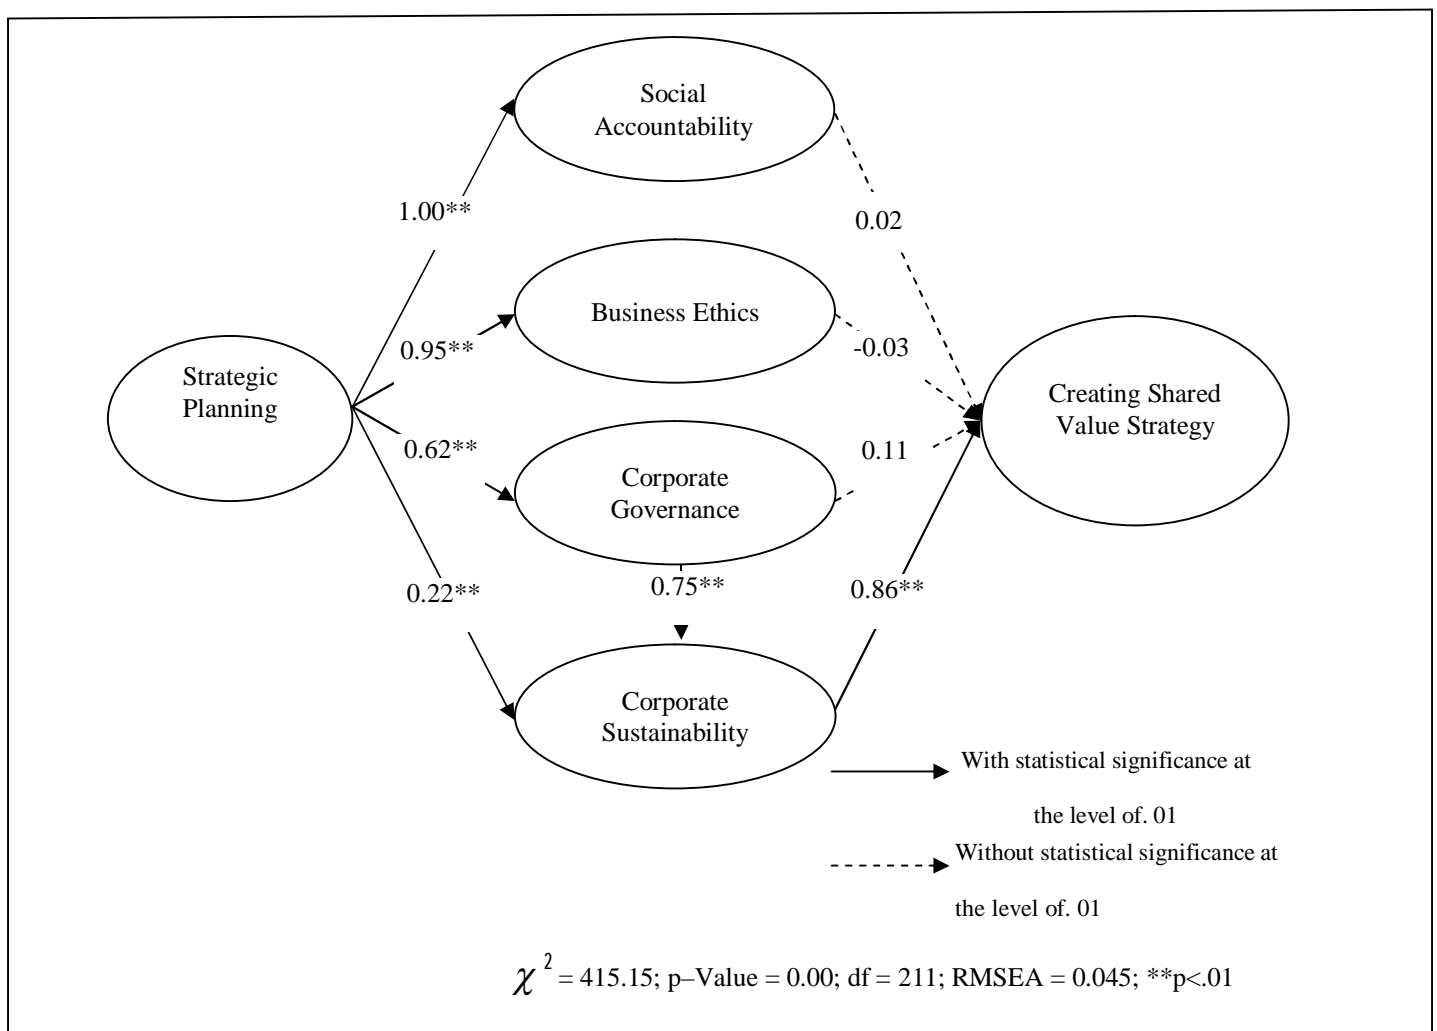 Social
Accountability
1.00**
0.02
Business Ethics
0.95**
-0.03
Strategic
Planning
Creating Shared
Value Strategy
0.62**
0.11
Corporate
Governance
0.22**
0.75**
0.86**
Corporate
Sustainability
With statistical significance at
the level of. 01
Without statistical significance at
the level of. 01
χ² = 415.15; p–Value = 0.00; df = 211; RMSEA = 0.045; **p<.01